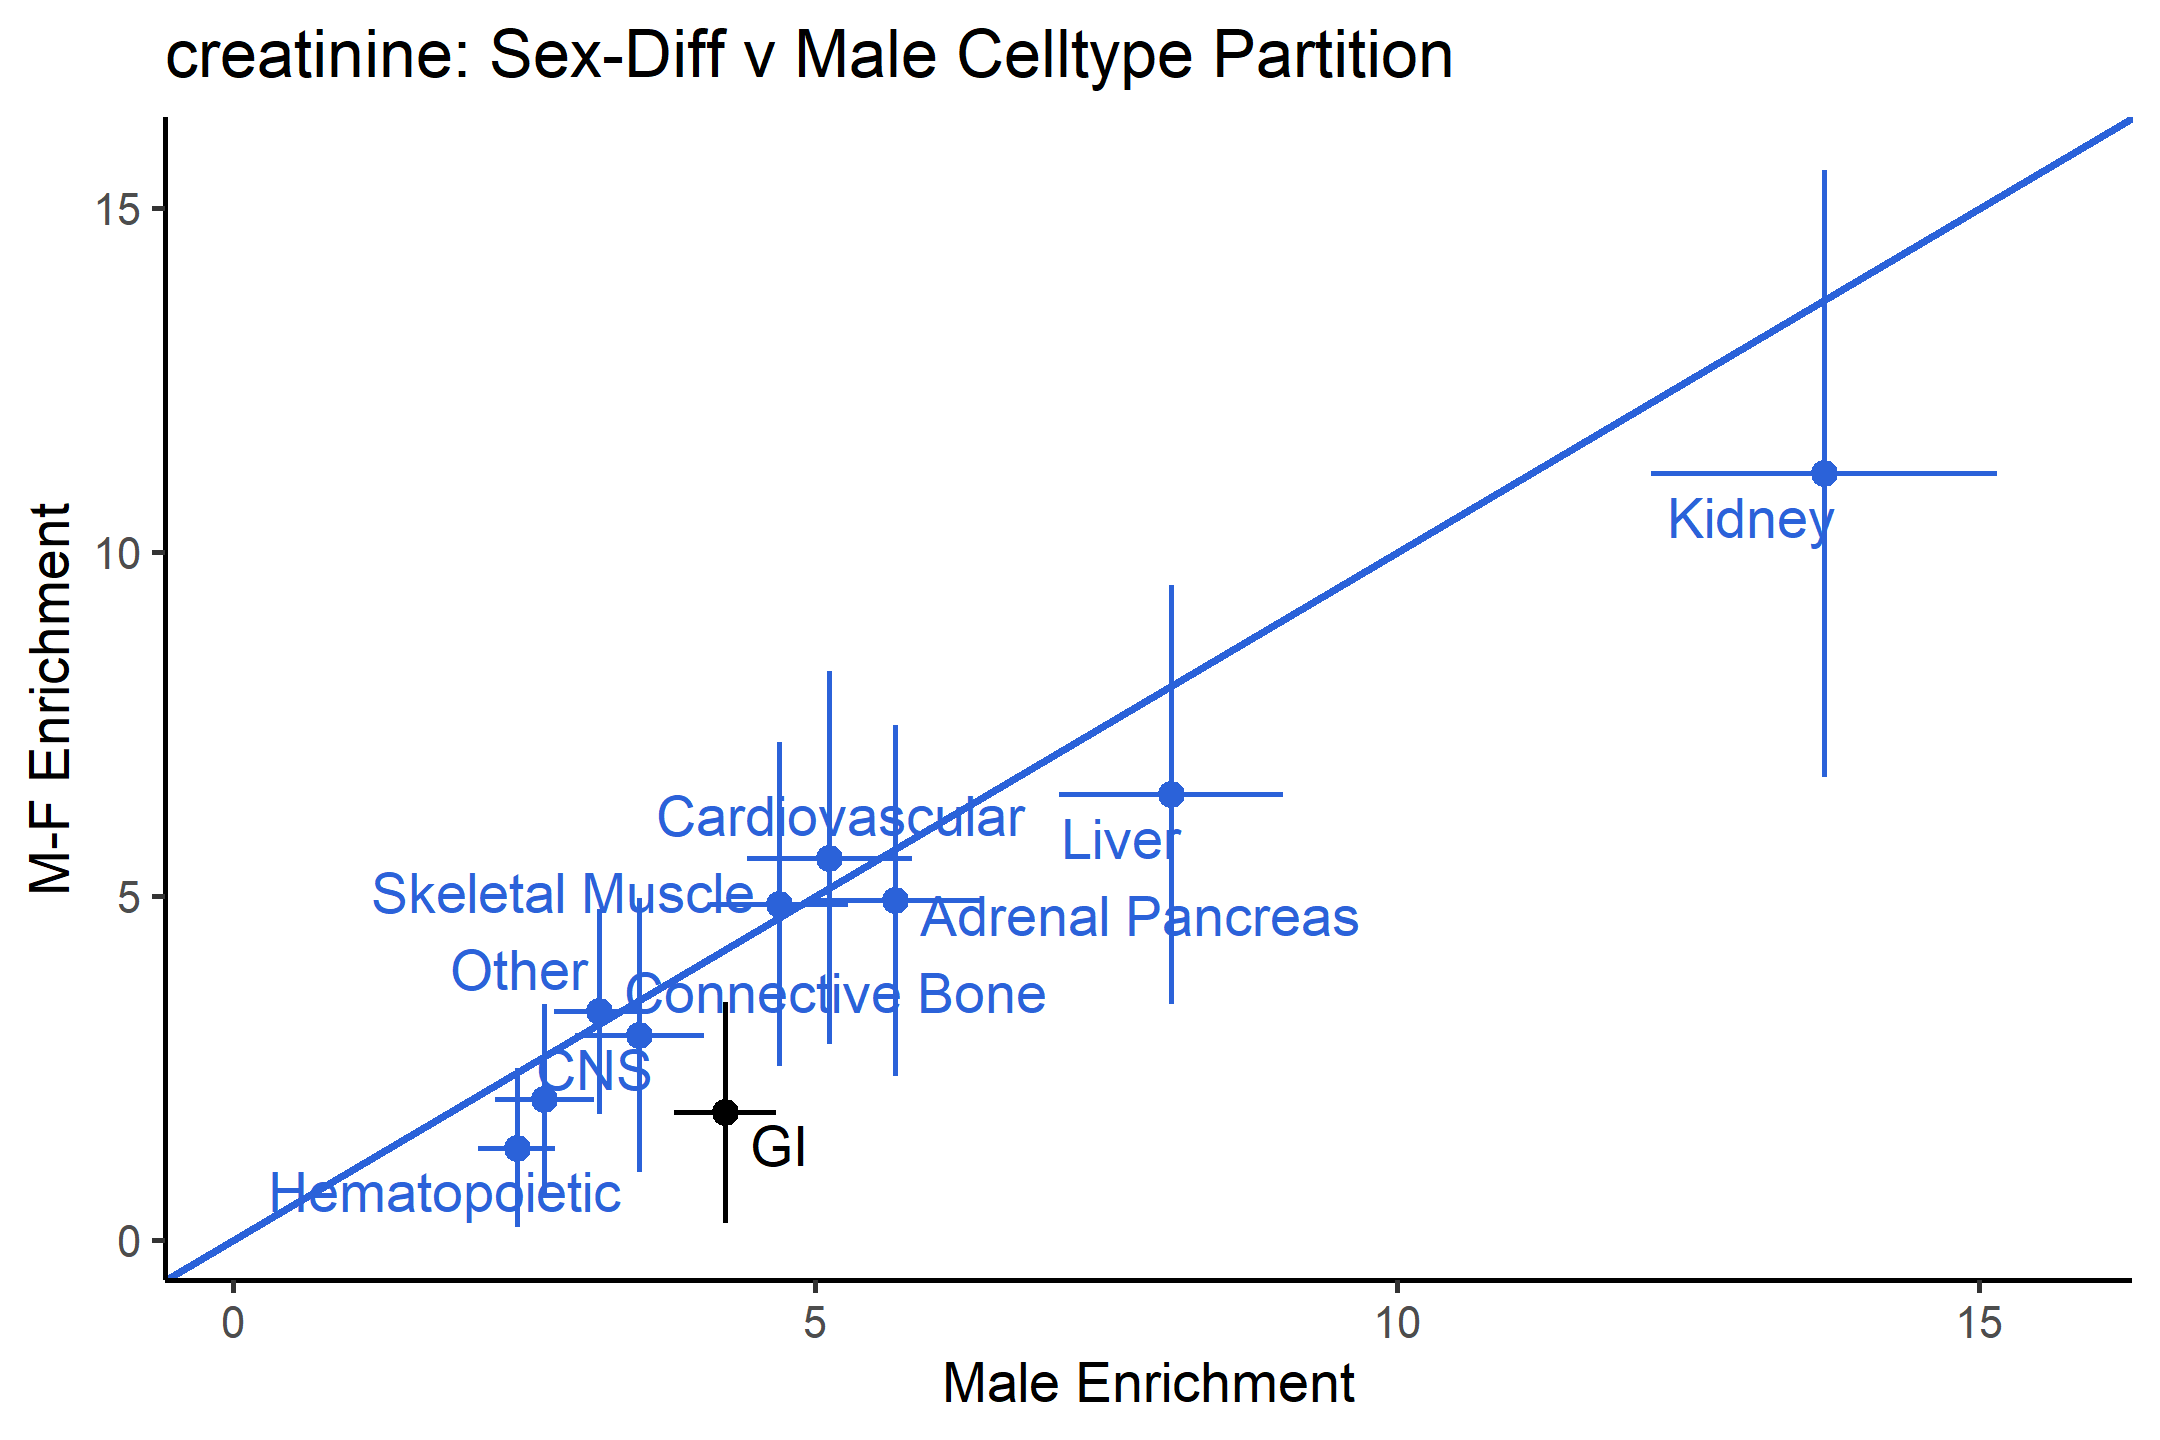 creatinine: Sex-Diff v Male Celltype Partition
M-F Enrichment
15
10
5
0
Kidney
Cardiovascular
Liver
Skeletal Muscle
Adrenal Pancreas
Other
Connective Bone
CNS
GI
Hematopoietic
0 5 10 15
Male Enrichment